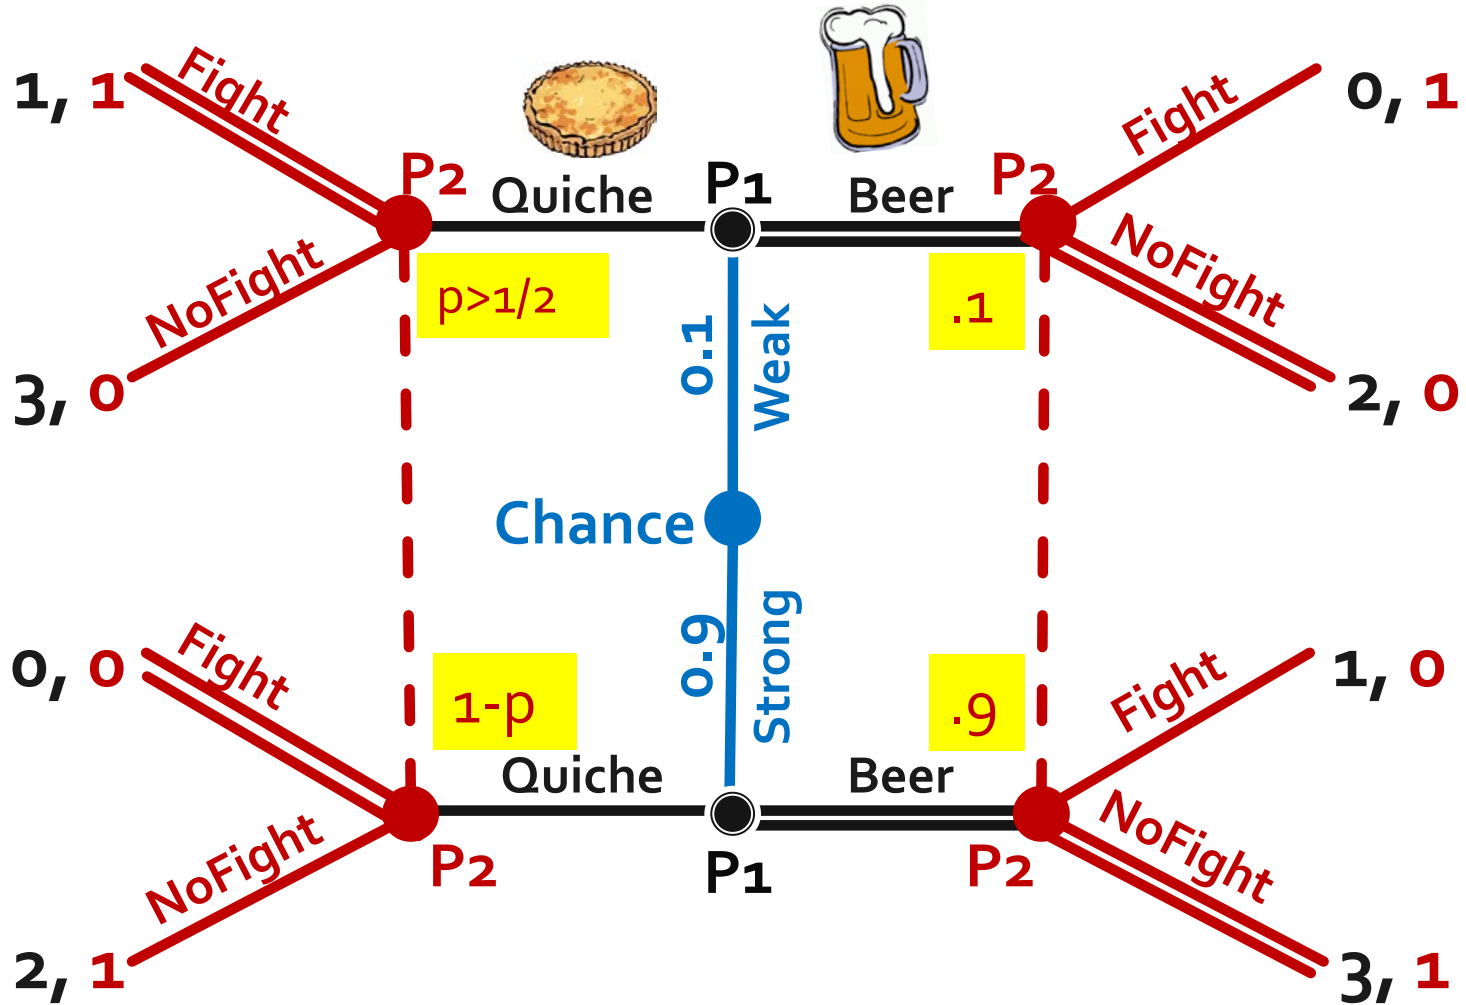 Fight
Fight
1, 1
0, 1
P2
Quiche
P1
Beer
P2
NoFight
NoFight
p>1/2
.1
0.1
Weak
3, 0
2, 0
Chance
0.9
Strong
Fight
Fight
0, 0
1, 0
1-p
.9
Quiche
Beer
NoFight
NoFight
P2
P1
P2
2, 1
3, 1